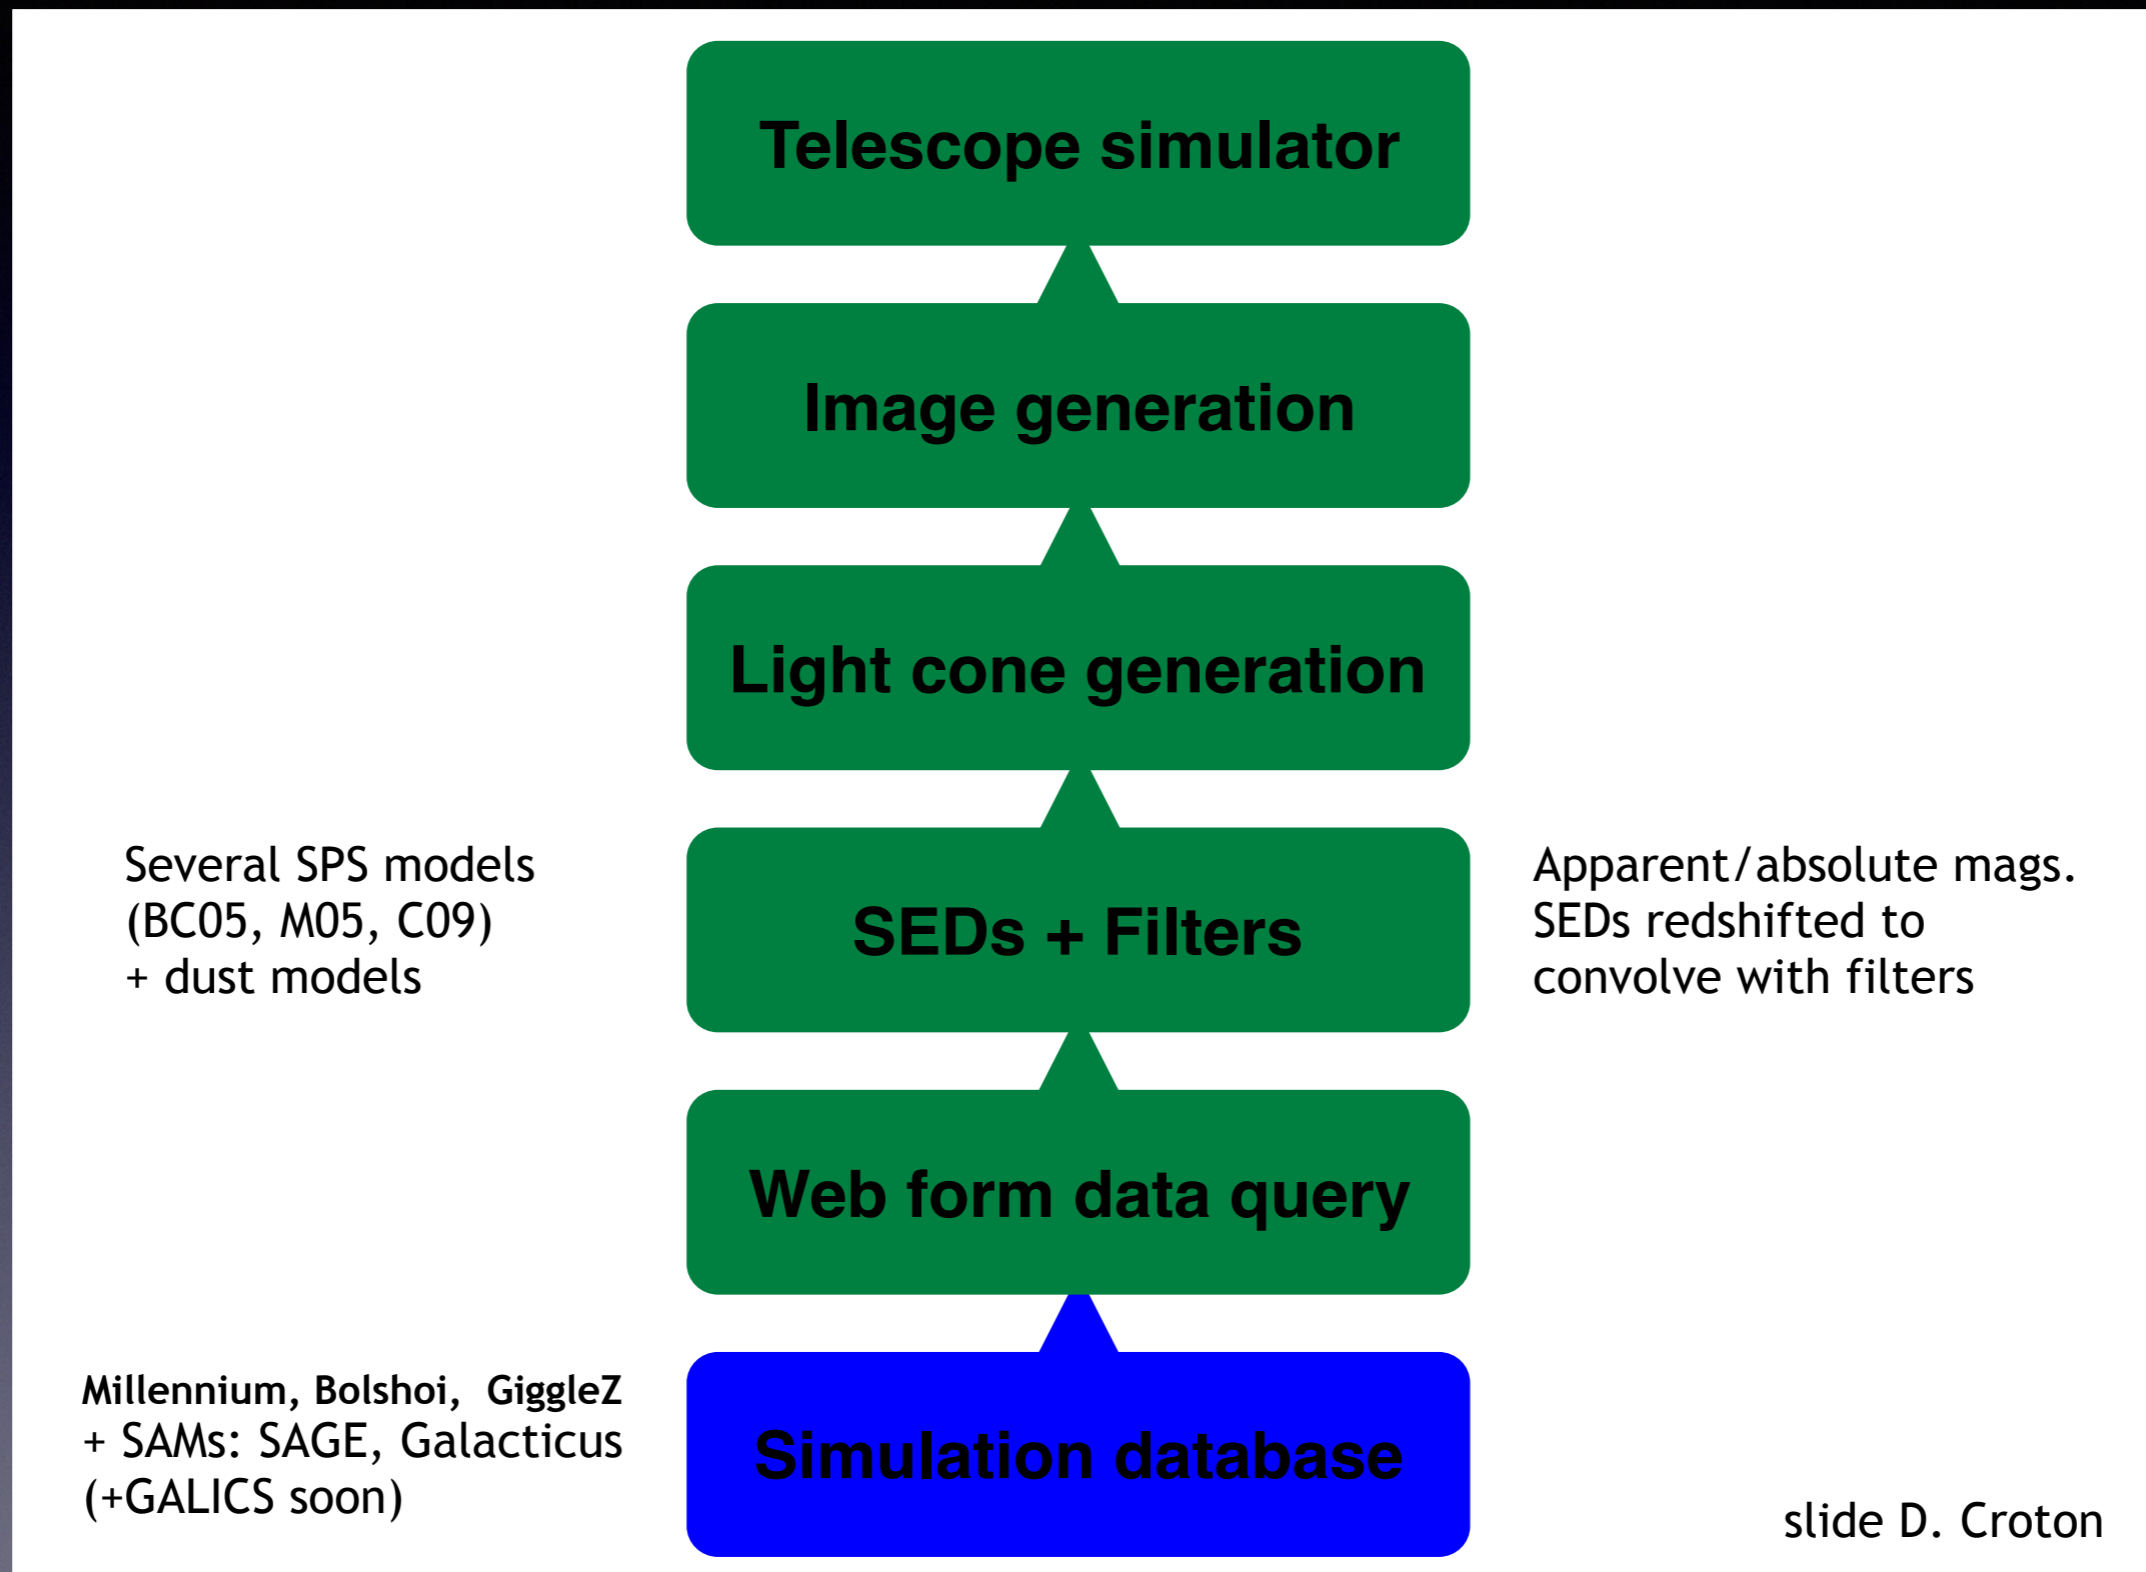 Telescope simulator
Image generation
Light cone generation
Several SPS models
(BC05, M05, C09)
+ dust models
SEDs + Filters
Apparent/absolute mags.
SEDs redshifted to
convolve with filters
Web form data query
Millennium, Bolshoi, GiggleZ
+ SAMs: SAGE, Galacticus
(+GALICS soon)
Simulation database
slide D. Croton